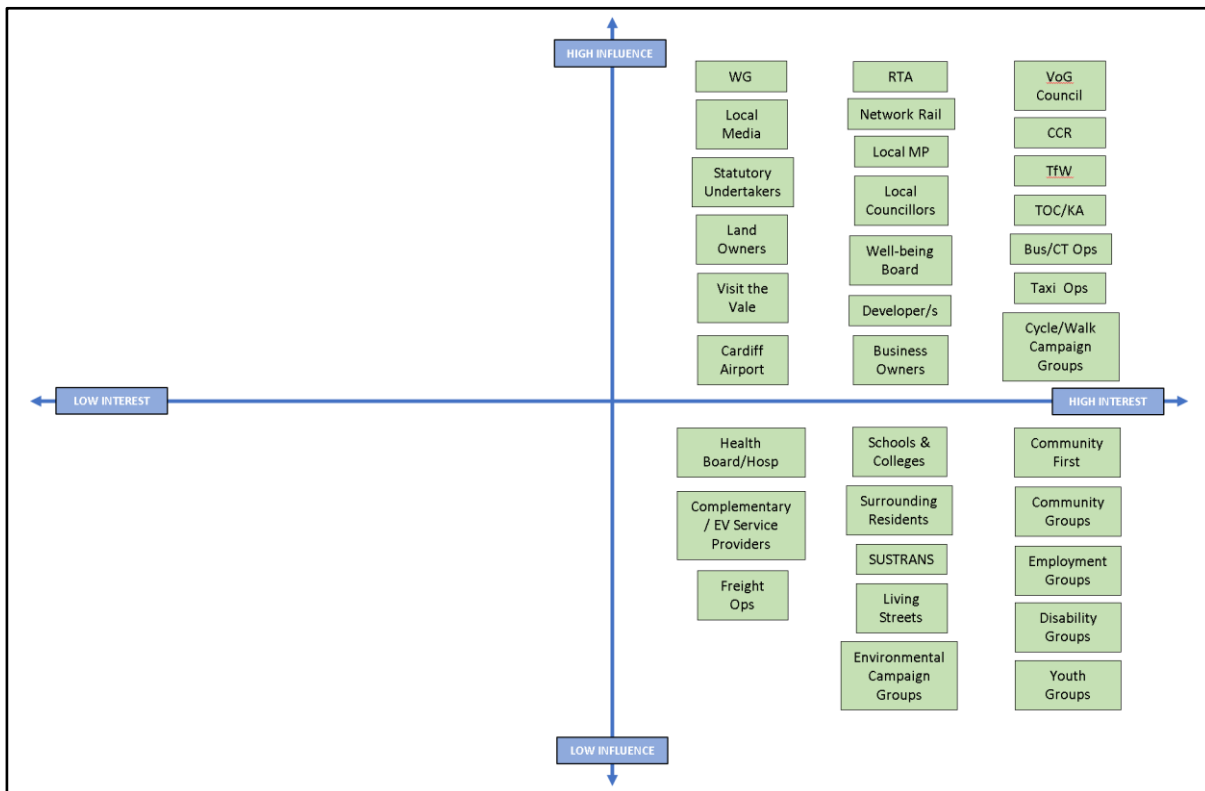 HIGH INFLUENCE
WG
Local
Media
Statutory
Undertakers
Land
Owners
Visit the
Vale
Cardiff
Airport
RTA
Network Rail
Local MP
Local
Councillors
Well-being
Board
Developer/s
Business
Owners
VoG
Council
CCR
TfW
TOC/KA
Bus/CT Ops
Taxi Ops
Cycle/Walk
Campaign
Groups
LOW INTEREST
HIGH INTEREST
Health
Board/Hosp
Complementary
/ EV Service
Providers
Freight
Ops
Schools &
Colleges
Surrounding
Residents
SUSTRANS
Living
Streets
Environmental
Campaign
Groups
Community
First
Community
Groups
Employment
Groups
Disability
Groups
Youth
Groups
LOW INFLUENCE